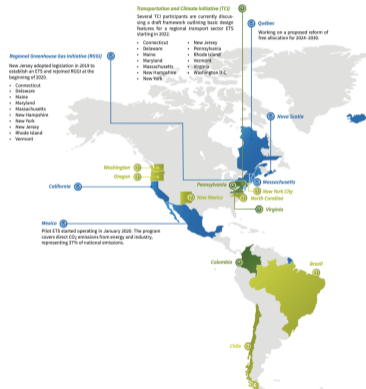 Transportation and Climate Initiative (TCI)
Several TCI participants are currently discus-
sing a draft framework outlining basic design
features for a regional transport sector ETS
starting in 2022.
• Connecticut
• Delaware
• Maine
• Maryland
• Massachusetts
• New Hampshire
• New York
• New Jersey
• Pennsylvania
• Rhode Island
• Vermont
• Virginia
• Washington D.C.
Québec
Working on a proposed reform of
free allocation for 2024–2030.
Regional Greenhouse Gas Initiative (RGGI)
New Jersey adopted legislation in 2019 to
establish an ETS and rejoined RGGI at the
beginning of 2020.
• Connecticut
• Delaware
• Maine
• Maryland
• Massachusetts
• New Hampshire
• New York
• New Jersey
• Rhode Island
• Vermont
Nova Scotia
Washington
Oregon
California
Pennsylvania
Massachusetts
New York City
North Carolina
New Mexico
Virginia
Mexico
Pilot ETS started operating in January 2020. The program
covers direct CO₂ emissions from energy and industry,
representing 37% of national emissions.
Colombia
Brazil
Chile